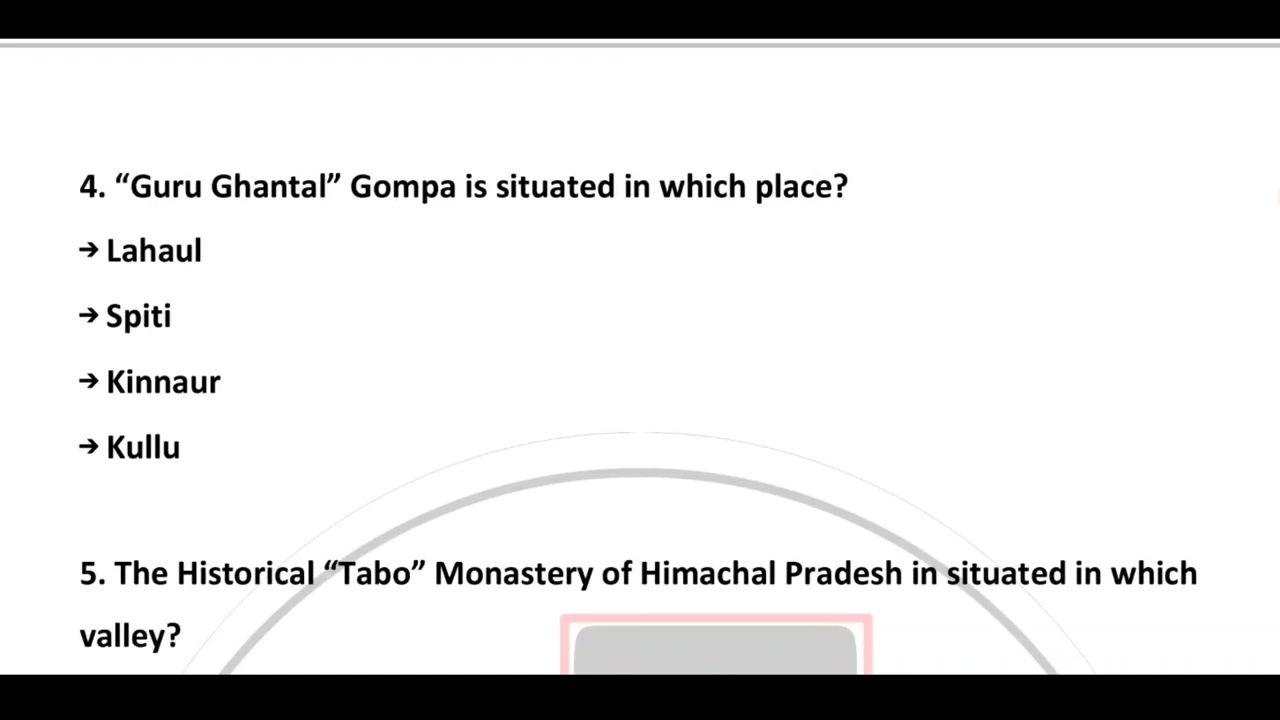 4. “Guru Ghantal” Gompa is situated in which place?
→ Lahaul
→ Spiti
→ Kinnaur
→ Kullu
5. The Historical “Tabo” Monastery of Himachal Pradesh in situated in which
valley?